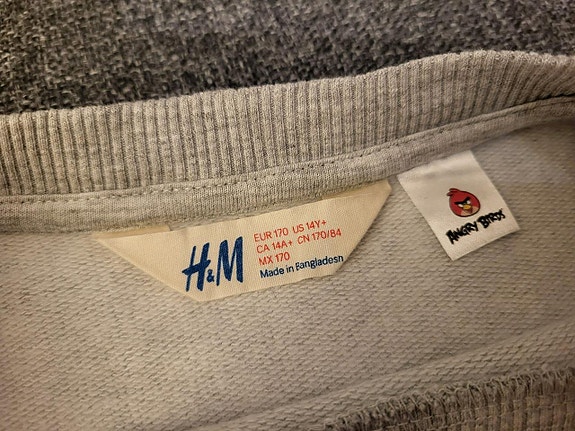 H&M
EUR 170 US 14Y+
CA 14A+ CN 170/84
MX 170
Made in Bangladesh
ANGRY BIRDS